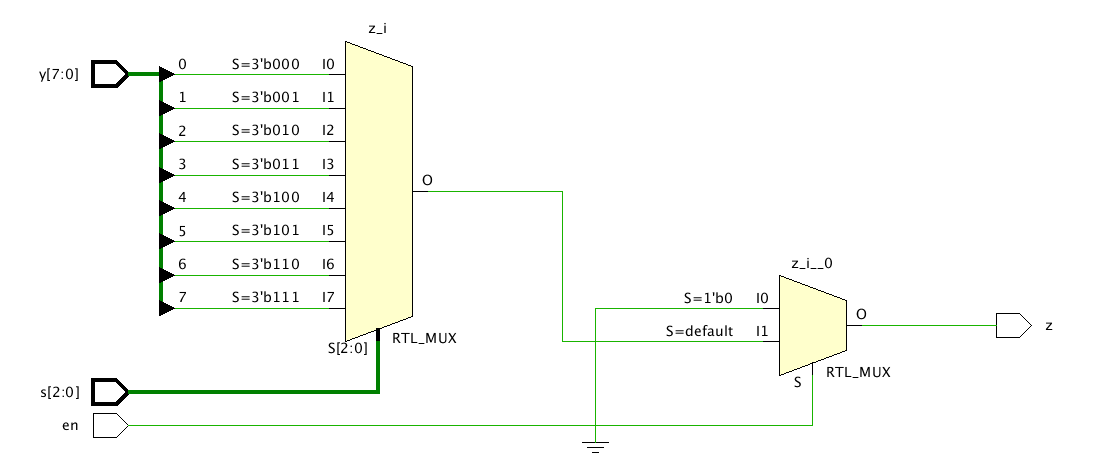 z_i
y[7:0]
0 S=3'b000 I0
1 S=3'b001 I1
2 S=3'b010 I2
3 S=3'b011 I3
4 S=3'b100 I4
5 S=3'b101 I5
6 S=3'b110 I6
7 S=3'b111 I7
O
S[2:0]
RTL_MUX
z_i__0
S=1'b0 I0
S=default I1
O
S
RTL_MUX
z
s[2:0]
en